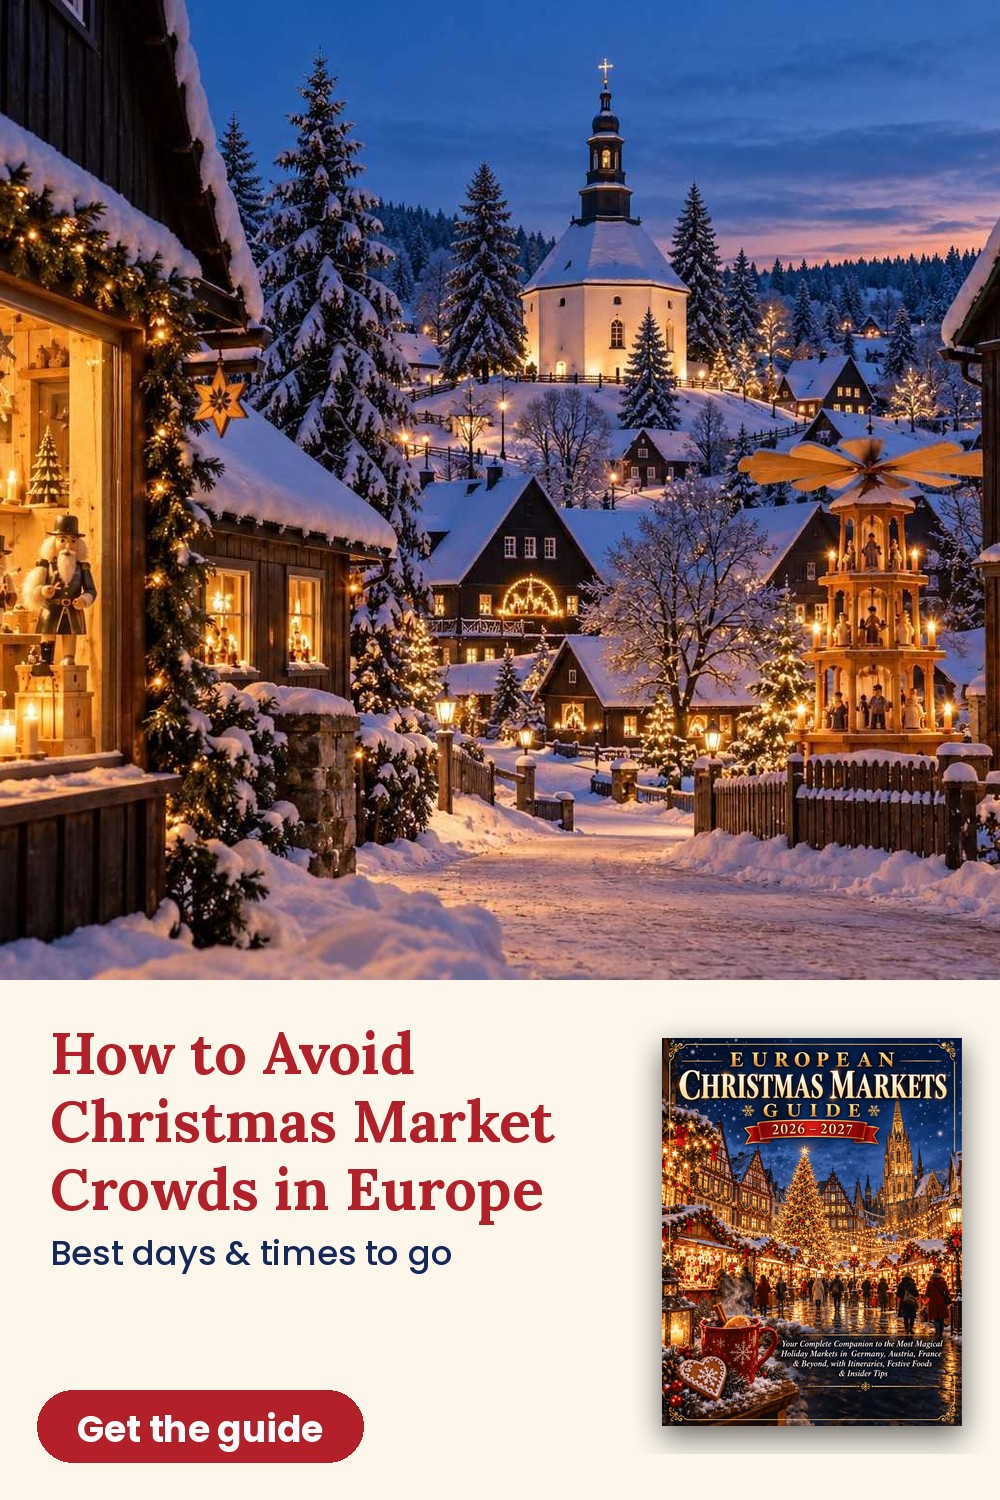 How to Avoid
Christmas Market
Crowds in Europe
Best days & times to go
Get the guide
EUROPEAN
CHRISTMAS MARKETS
GUIDE
2026 – 2027
Your Complete Companion to the Most Magical
Holiday Markets in Germany, Austria, France
& Beyond, with Itineraries, Festive Foods
& Insider Tips